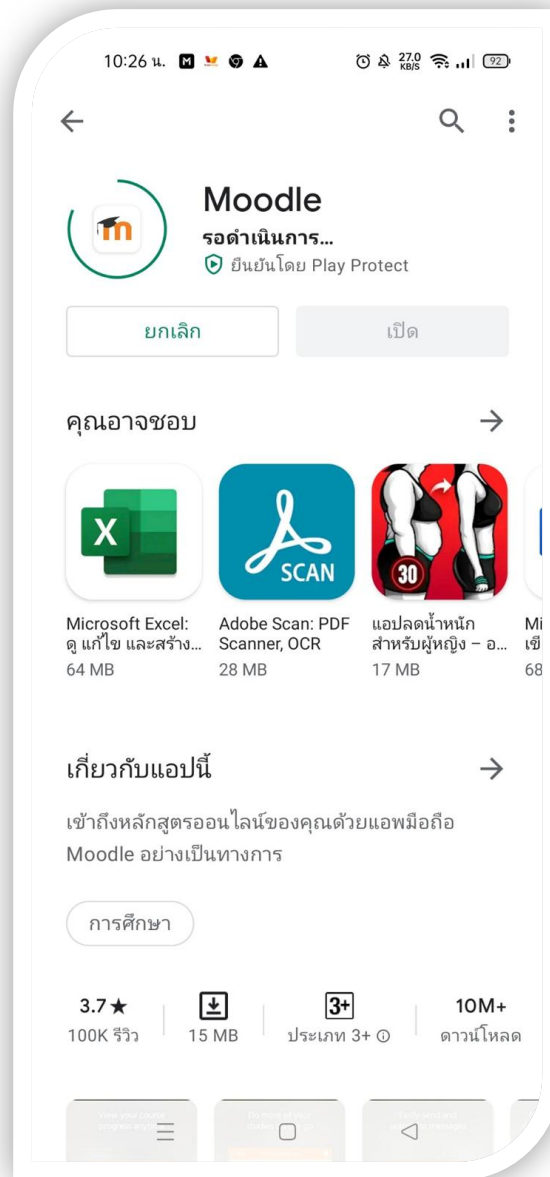 10:26 น.
27.0
KB/S
92
Moodle
รอดำเนินการ...
ยืนยันโดย Play Protect
ยกเลิก
เปิด
คุณอาจชอบ
X
SCAN
30
Microsoft Excel:
ดู แก้ไข และสร้าง...
64 MB
Adobe Scan: PDF
Scanner, OCR
28 MB
แอปลดน้ำหนัก
สำหรับผู้หญิง – อ...
17 MB
Mi
เขี
68
เกี่ยวกับแอปนี้
เข้าถึงหลักสูตรออนไลน์ของคุณด้วยแอพมือถือ
Moodle อย่างเป็นทางการ
การศึกษา
3.7★
100K รีวิว
15 MB
3+
ประเภท 3+
10M+
ดาวน์โหลด